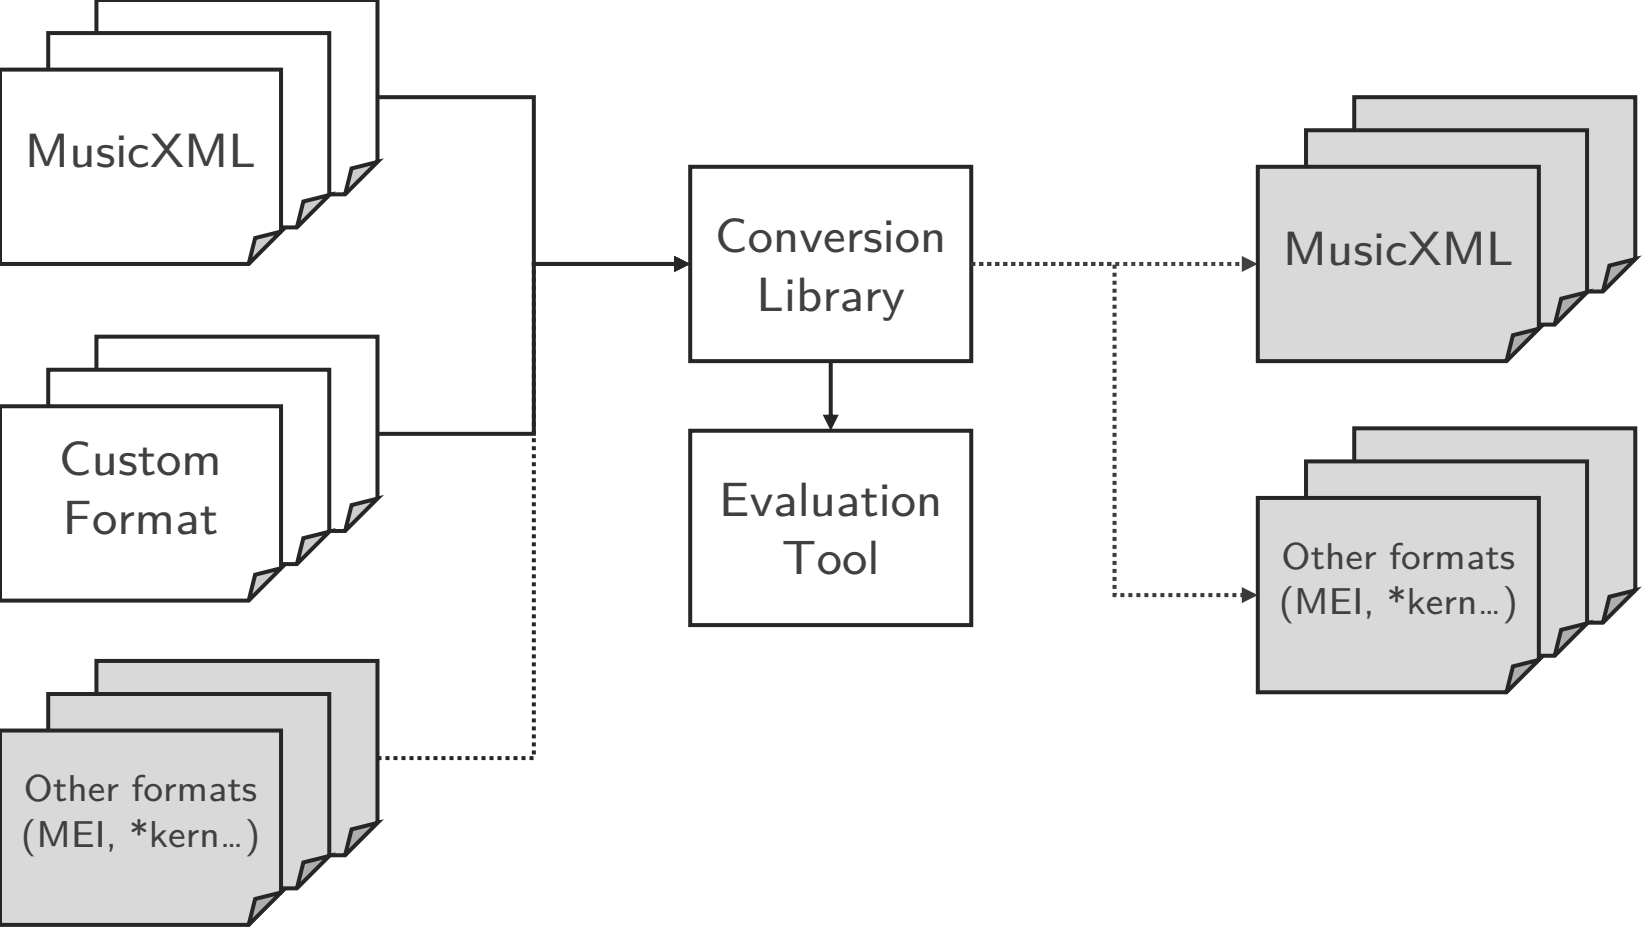 MusicXML
Custom
Format
Other formats
(MEI, *kern…)
Conversion
Library
Evaluation
Tool
MusicXML
Other formats
(MEI, *kern…)